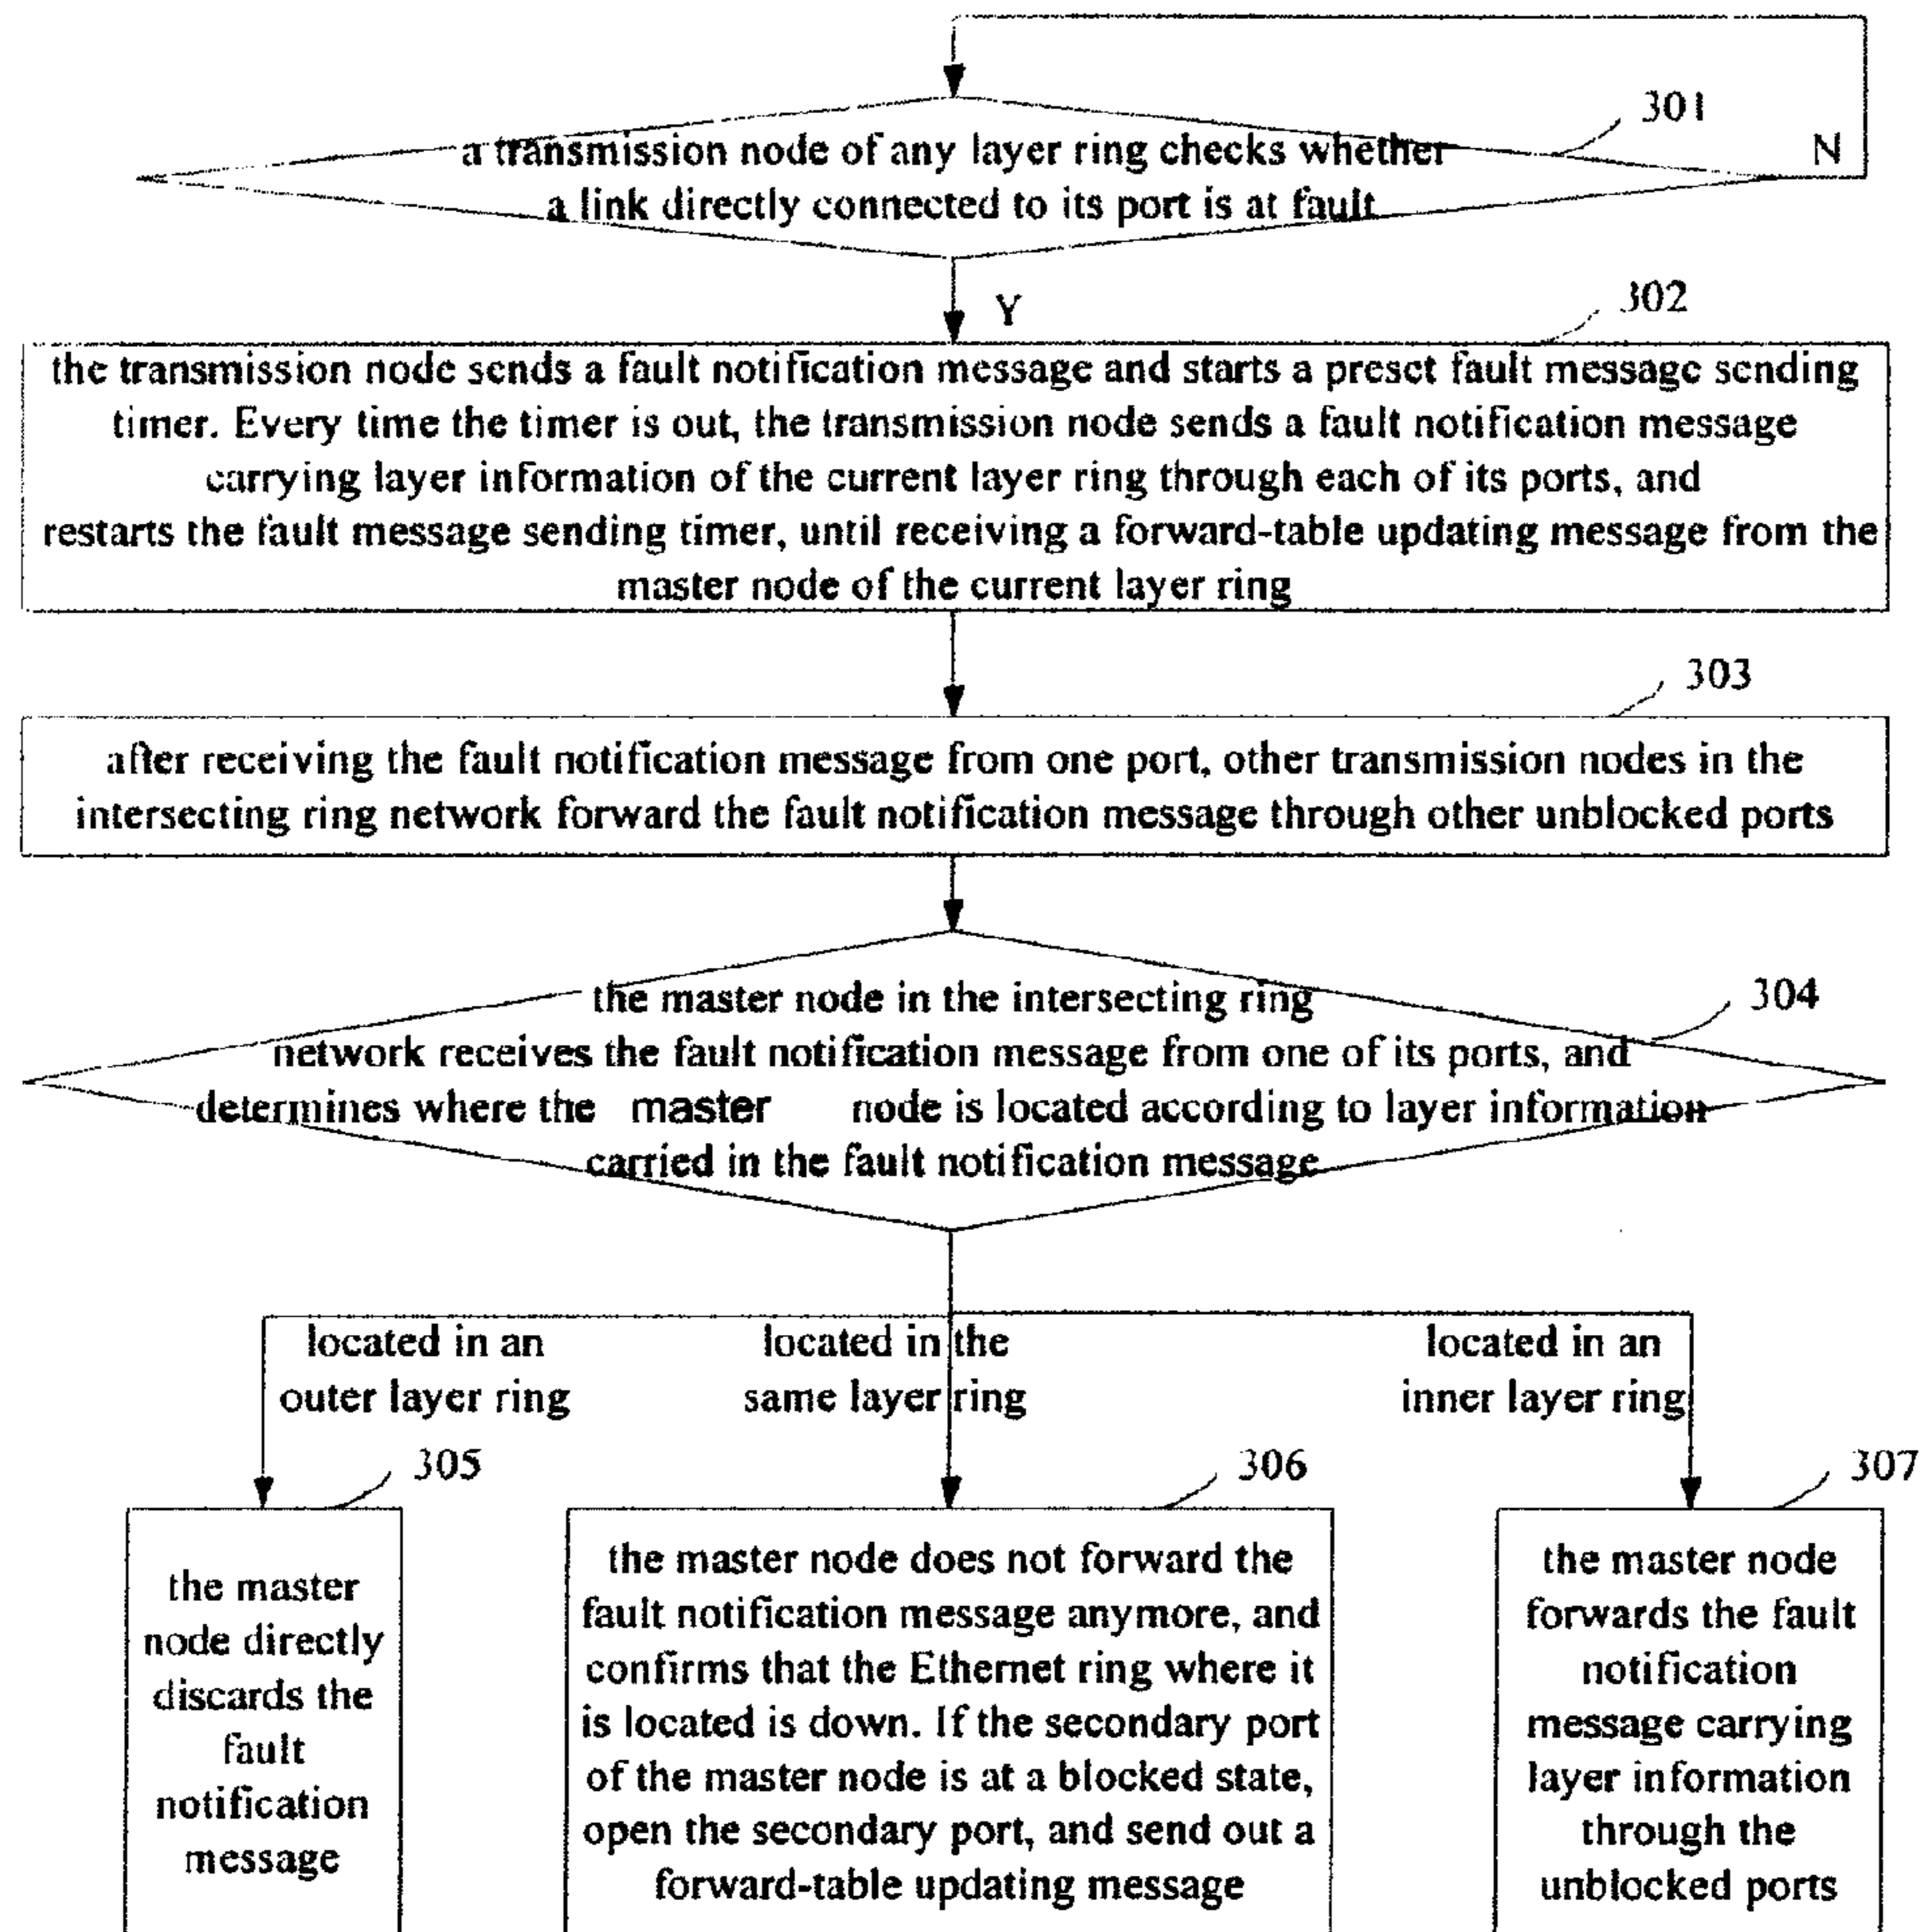 301
a transmission node of any layer ring checks whether
N
a link directly connected to its port is at fault
302
Y
the transmission node sends a fault notification message and starts a preset fault message sending
timer. Every time the timer is out, the transmission node sends a fault notification message
carrying layer information of the current layer ring through each of its ports, and
restarts the fault message sending timer, until receiving a forward-table updating message from the
master node of the current layer ring
303
after receiving the fault notification message from one port, other transmission nodes in the
intersecting ring network forward the fault notification message through other unblocked ports
304
the master node in the intersecting ring
network receives the fault notification message from one of its ports, and
determines where the master node is located according to layer information
carried in the fault notification message
located in an
outer layer ring
located in the
same layer ring
located in an
inner layer ring
305
the master
node directly
discards the
fault
notification
message
306
the master node does not forward the
fault notification message anymore, and
confirms that the Ethernet ring where it
is located is down. If the secondary port
of the master node is at a blocked state,
open the secondary port, and send out a
forward-table updating message
307
the master node
forwards the fault
notification
message carrying
layer information
through the
unblocked ports